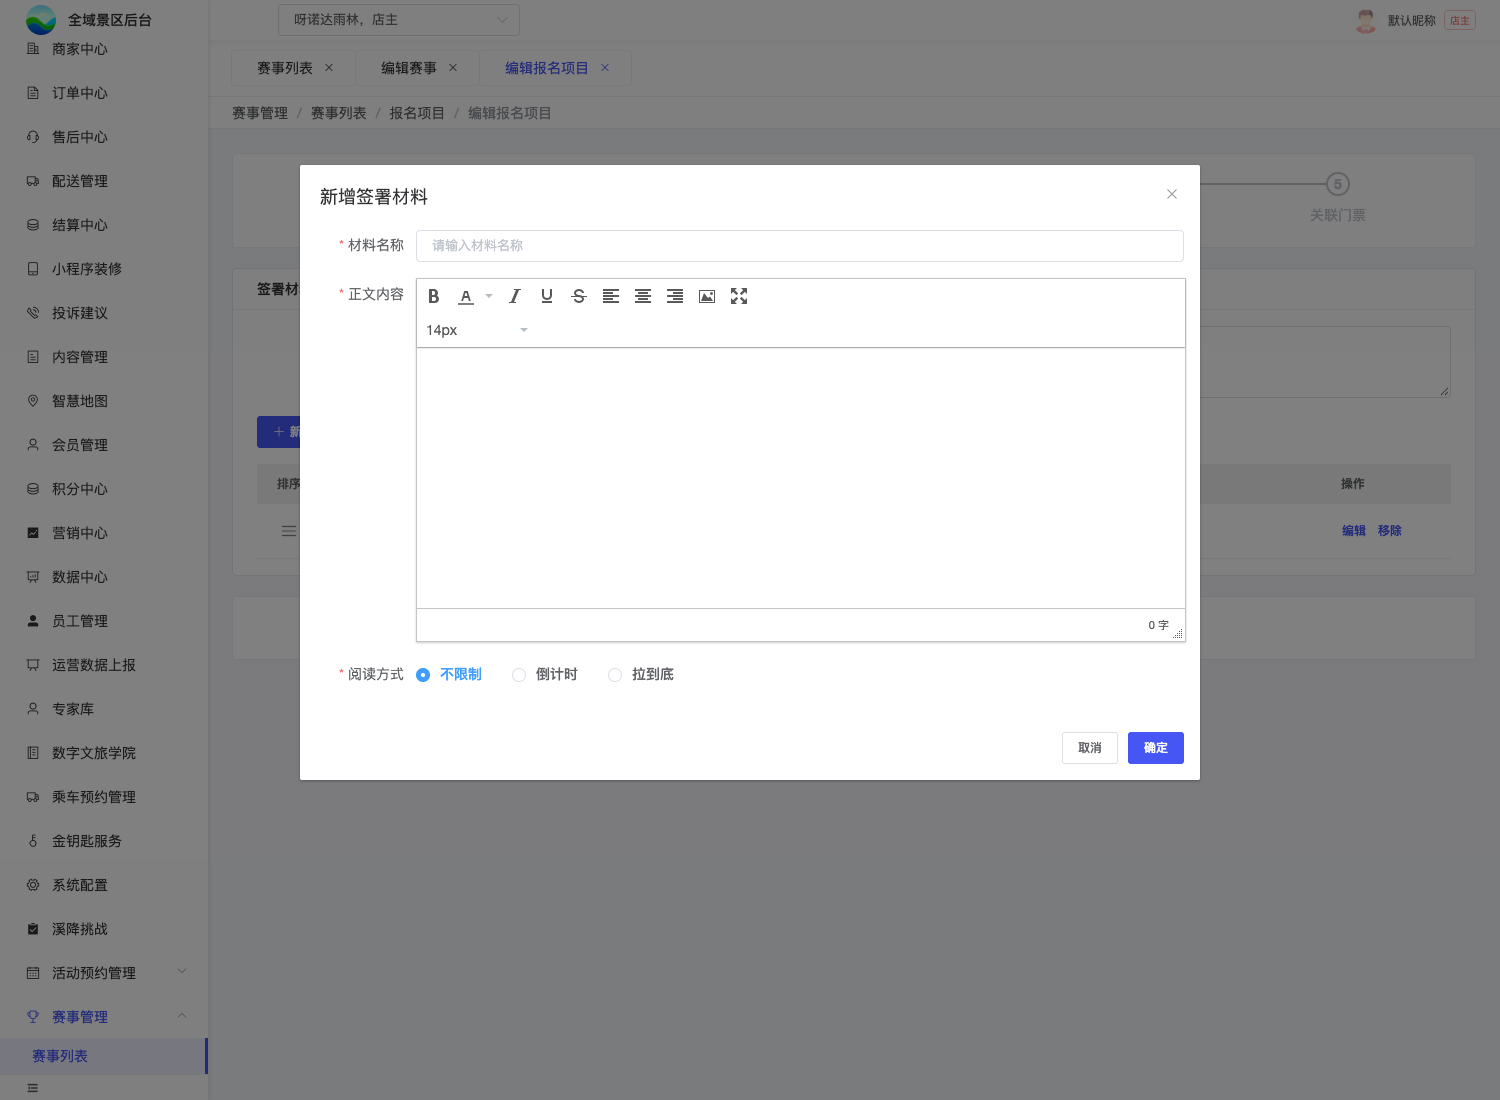 全域景区后台
呀诺达雨林，店主
默认昵称 店主
商家中心
订单中心
售后中心
配送管理
结算中心
小程序装修
投诉建议
内容管理
智慧地图
会员管理
积分中心
营销中心
数据中心
员工管理
运营数据上报
专家库
数字文旅学院
乘车预约管理
金钥匙服务
系统配置
溪降挑战
活动预约管理
赛事管理
赛事列表
赛事列表 × 编辑赛事 × 编辑报名项目 ×
赛事管理 / 赛事列表 / 报名项目 / 编辑报名项目
5
关联门票
签署材
+ 新
排序
操作
编辑 移除
新增签署材料
* 材料名称 请输入材料名称
* 正文内容
B A I U S
14px
0 字
* 阅读方式 不限制 倒计时 拉到底
取消 确定